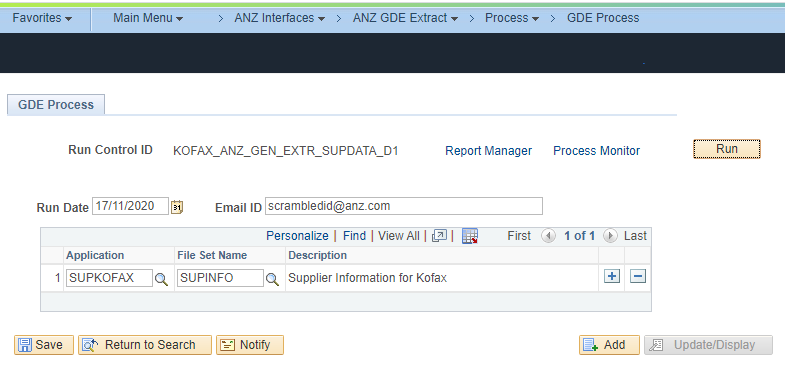 Favorites Main Menu > ANZ Interfaces > ANZ GDE Extract > Process > GDE Process
GDE Process
Run Control ID KOFAX_ANZ_GEN_EXTR_SUPDATA_D1 Report Manager Process Monitor Run
Run Date 17/11/2020 31 Email ID scrambledid@anz.com
Personalize | Find | View All | | First 1 of 1 Last
Application File Set Name Description
1 SUPKOFAX SUPINFO Supplier Information for Kofax + −
Save Return to Search Notify Add Update/Display